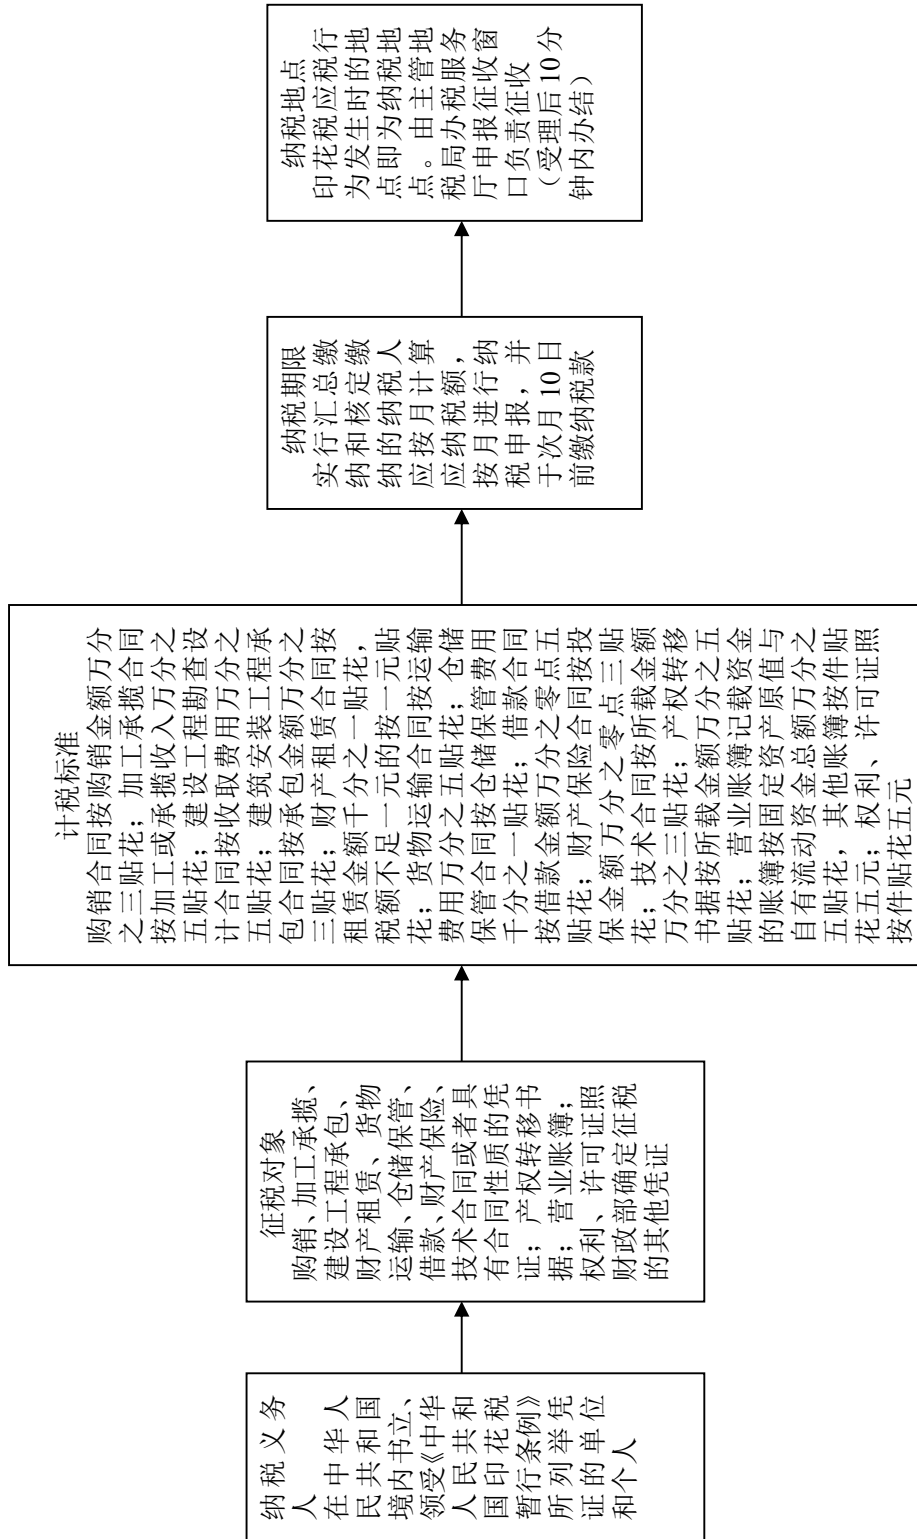 纳税义务
人
在中华人
民共和国
境内书立、
领受《中华
人民共和
国印花税
暂行条例》
所列举凭
证的单位
和个人
征税对象
购销、加工承揽、
建设工程承包、
财产租赁、货物
运输、仓储保管、
借款、财产保险、
技术合同或者具
有合同性质的凭
证；产权转移书
据；营业账簿；
权利、许可证照
财政部确定征税
的其他凭证
计税标准
购销合同按购销金额万分
之三贴花；加工承揽合同
按加工或承揽收入万分之
五贴花；建设工程勘查设
计合同按收取费用万分之
五贴花；建筑安装工程承
包合同按承包金额万分之
三贴花；财产租赁合同按
租赁金额千分之一贴花，
税额不足一元的按一元贴
花；货物运输合同按运输
费用万分之五贴花；仓储
保管合同按仓储保管费用
千分之一贴花；借款合同
按借款金额万分之零点五
贴花；财产保险合同按投
保金额万分之零点三贴
花；技术合同按所载金额
万分之三贴花；产权转移
书据按所载金额万分之五
贴花；营业账簿记载资金
的账簿按固定资产原值与
自有流动资金总额万分之
五贴花，其他账簿按件贴
花五元；权利、许可证照
按件贴花五元
纳税期限
实行汇总缴
纳和核定缴
纳的纳税人
应按月计算
应纳税额，
按月进行纳
税申报，并
于次月 10 日
前缴纳税款
纳税地点
印花税应税行
为发生时的地
点即为纳税地
点。由主管地
税局办税服务
厅申报征收窗
口负责征收
（受理后 10 分
钟内办结）